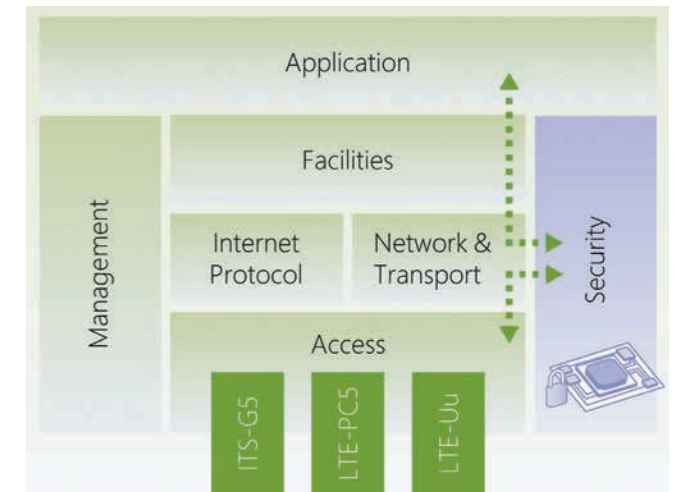 Application
Management
Facilities
Internet
Protocol
Network &
Transport
Security
Access
ITS-G5
LTE-PC5
LTE-Uu